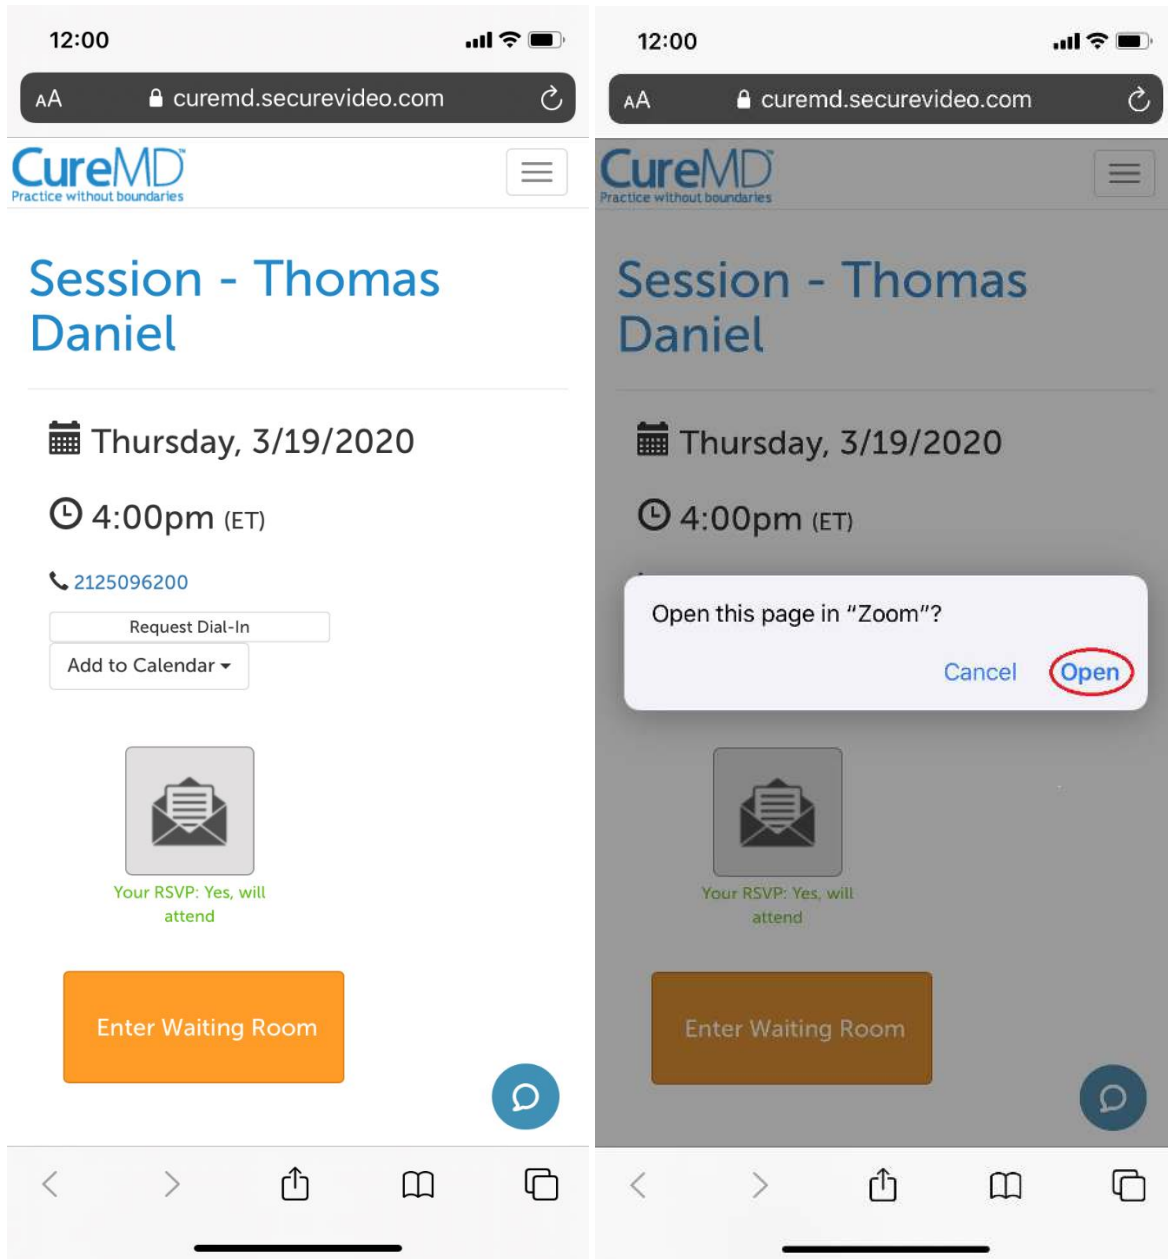 12:00
AA curemd.securevideo.com
CureMD™
Practice without boundaries
Session - Thomas
Daniel
Thursday, 3/19/2020
4:00pm (ET)
2125096200
Request Dial-In
Add to Calendar
Your RSVP: Yes, will
attend
Enter Waiting Room
12:00
AA curemd.securevideo.com
CureMD™
Practice without boundaries
Session - Thomas
Daniel
Thursday, 3/19/2020
4:00pm (ET)
Open this page in “Zoom”?
Cancel Open
Your RSVP: Yes, will
attend
Enter Waiting Room